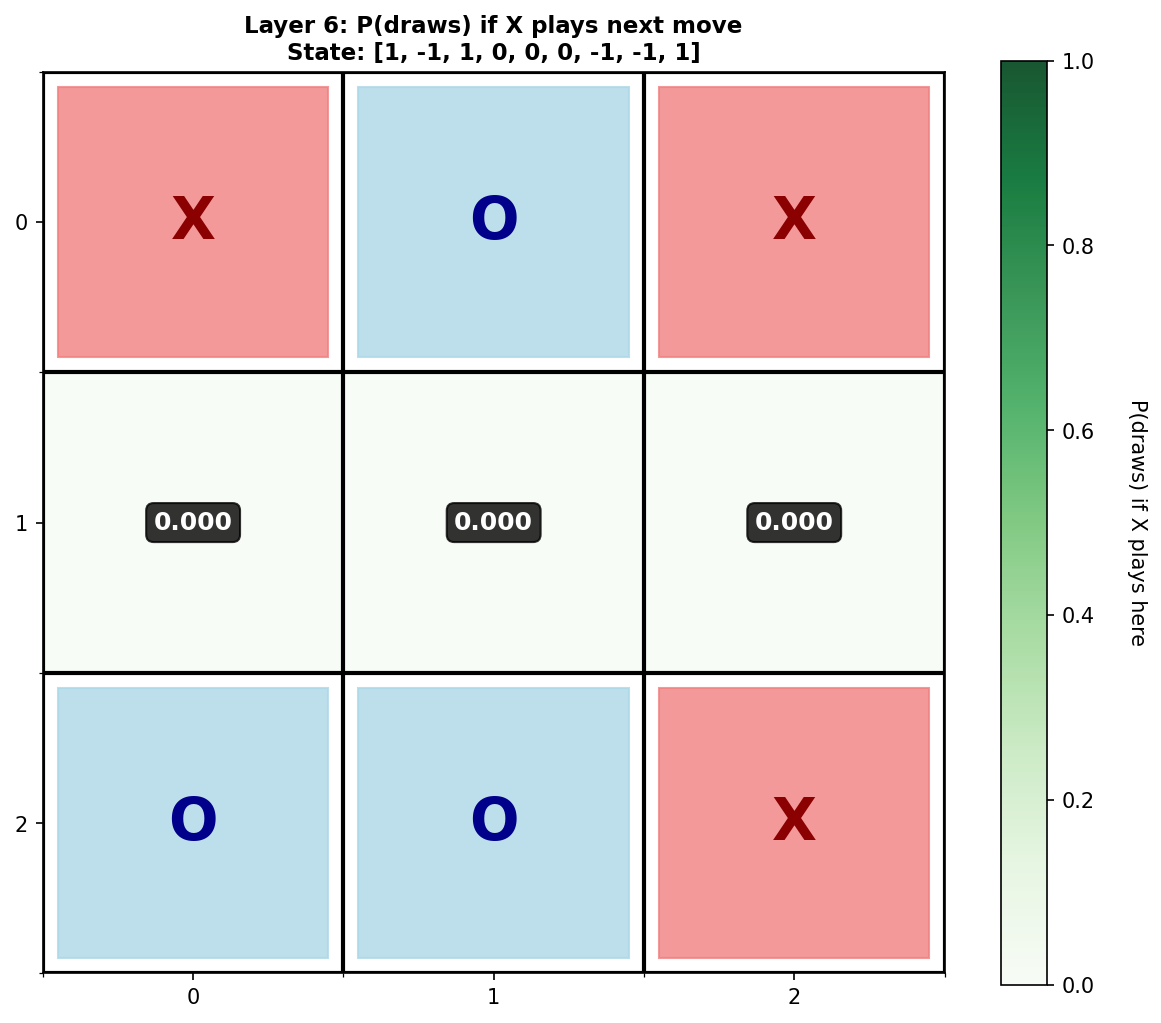 Layer 6: P(draws) if X plays next move
State: [1, -1, 1, 0, 0, 0, -1, -1, 1]
X
O
X
0
0.000
0.000
0.000
1
O
O
X
2
0
1
2
1.0
0.8
0.6
0.4
0.2
0.0
P(draws) if X plays here